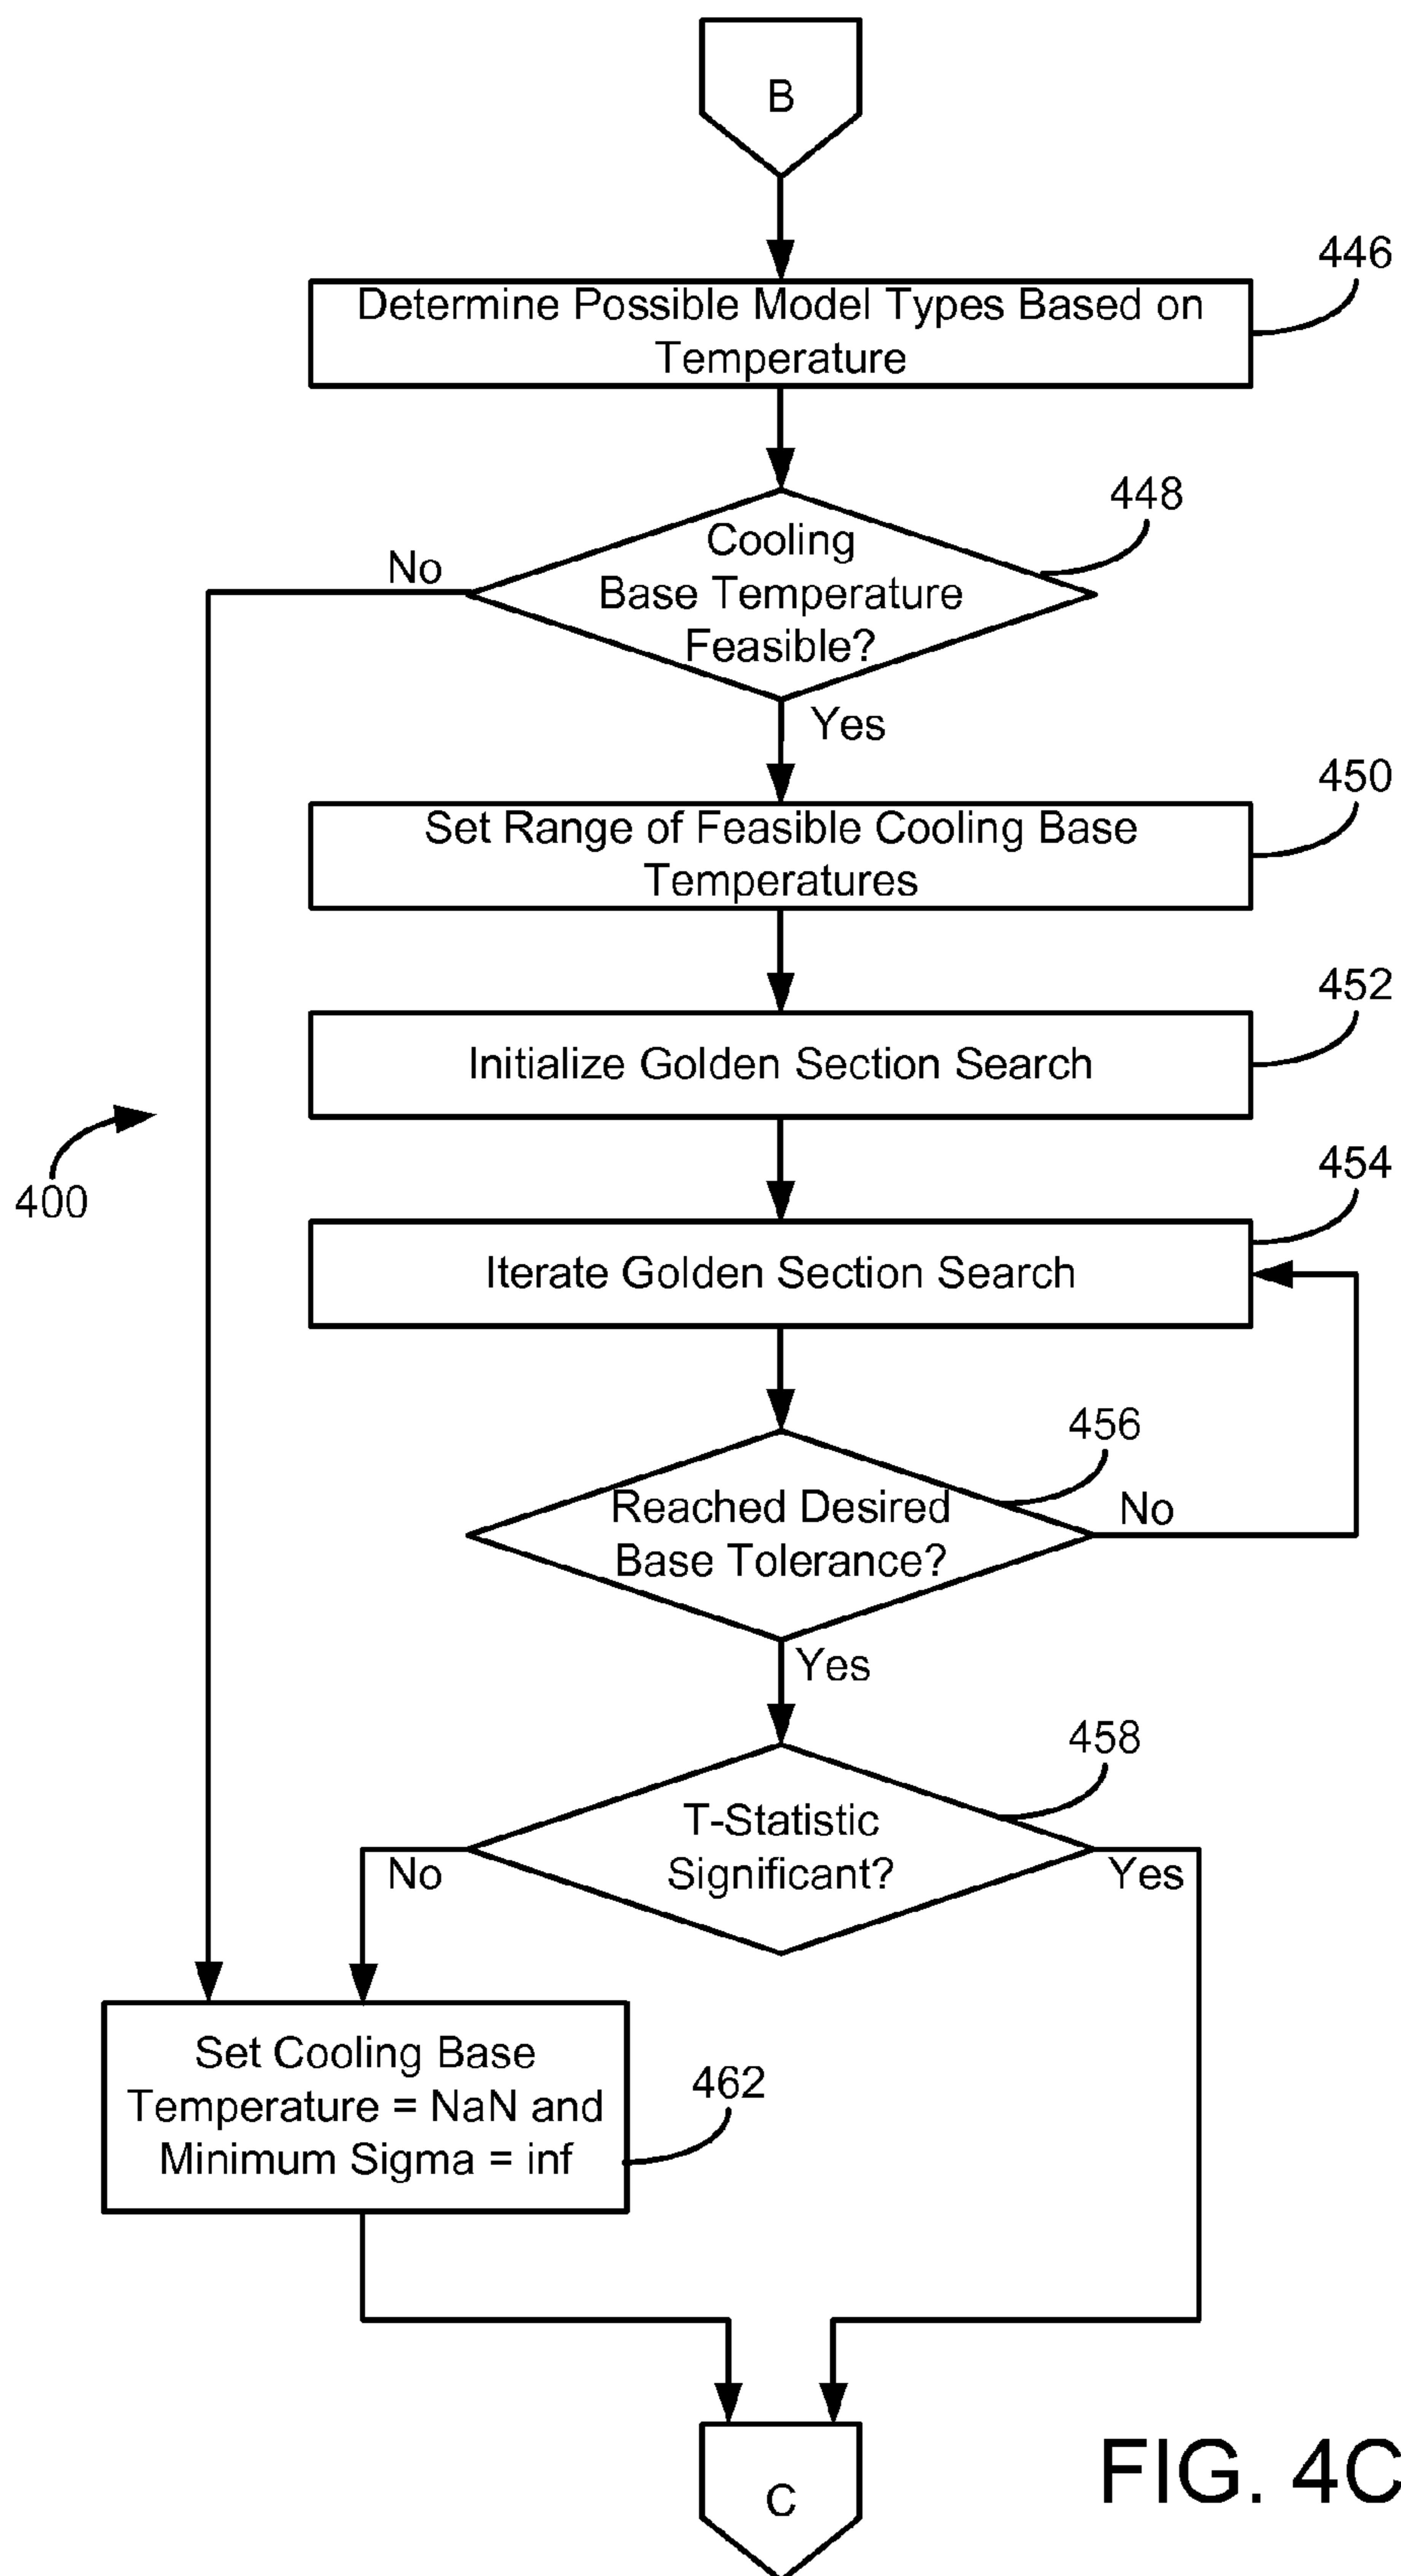 B
446
Determine Possible Model Types Based on
Temperature
448
Cooling
Base Temperature
Feasible?
No
Yes
450
Set Range of Feasible Cooling Base
Temperatures
452
Initialize Golden Section Search
400
454
Iterate Golden Section Search
456
Reached Desired
Base Tolerance?
No
Yes
458
T-Statistic
Significant?
No
Yes
Set Cooling Base
Temperature = NaN and
Minimum Sigma = inf
462
C
FIG. 4C